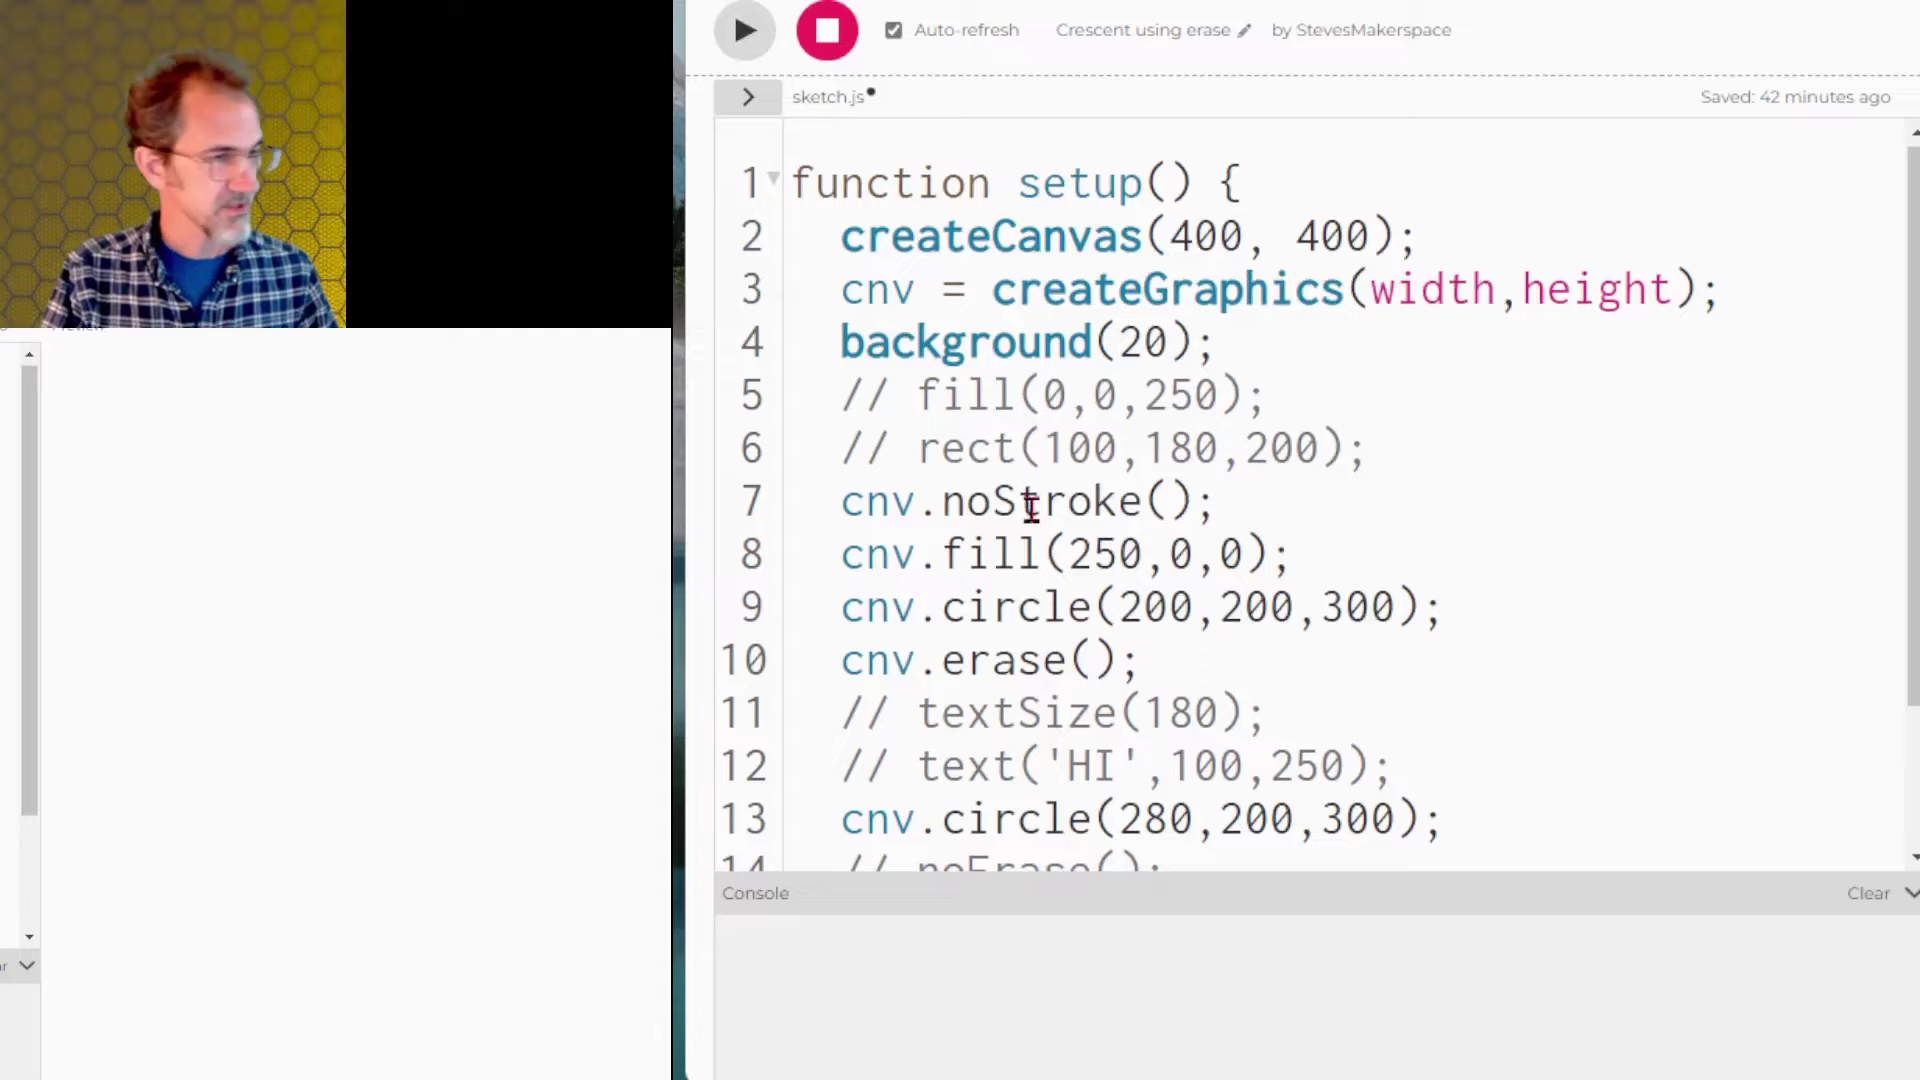 Auto-refresh
Crescent using erase
by StevesMakerspace
sketch.js
Saved: 42 minutes ago
1 function setup() {
2 createCanvas(400, 400);
3 cnv = createGraphics(width,height);
4 background(20);
5 // fill(0,0,250);
6 // rect(100,180,200);
7 cnv.noStroke();
8 cnv.fill(250,0,0);
9 cnv.circle(200,200,300);
10 cnv.erase();
11 // textSize(180);
12 // text('HI',100,250);
13 cnv.circle(280,200,300);
14 // noErase();
Console
Clear